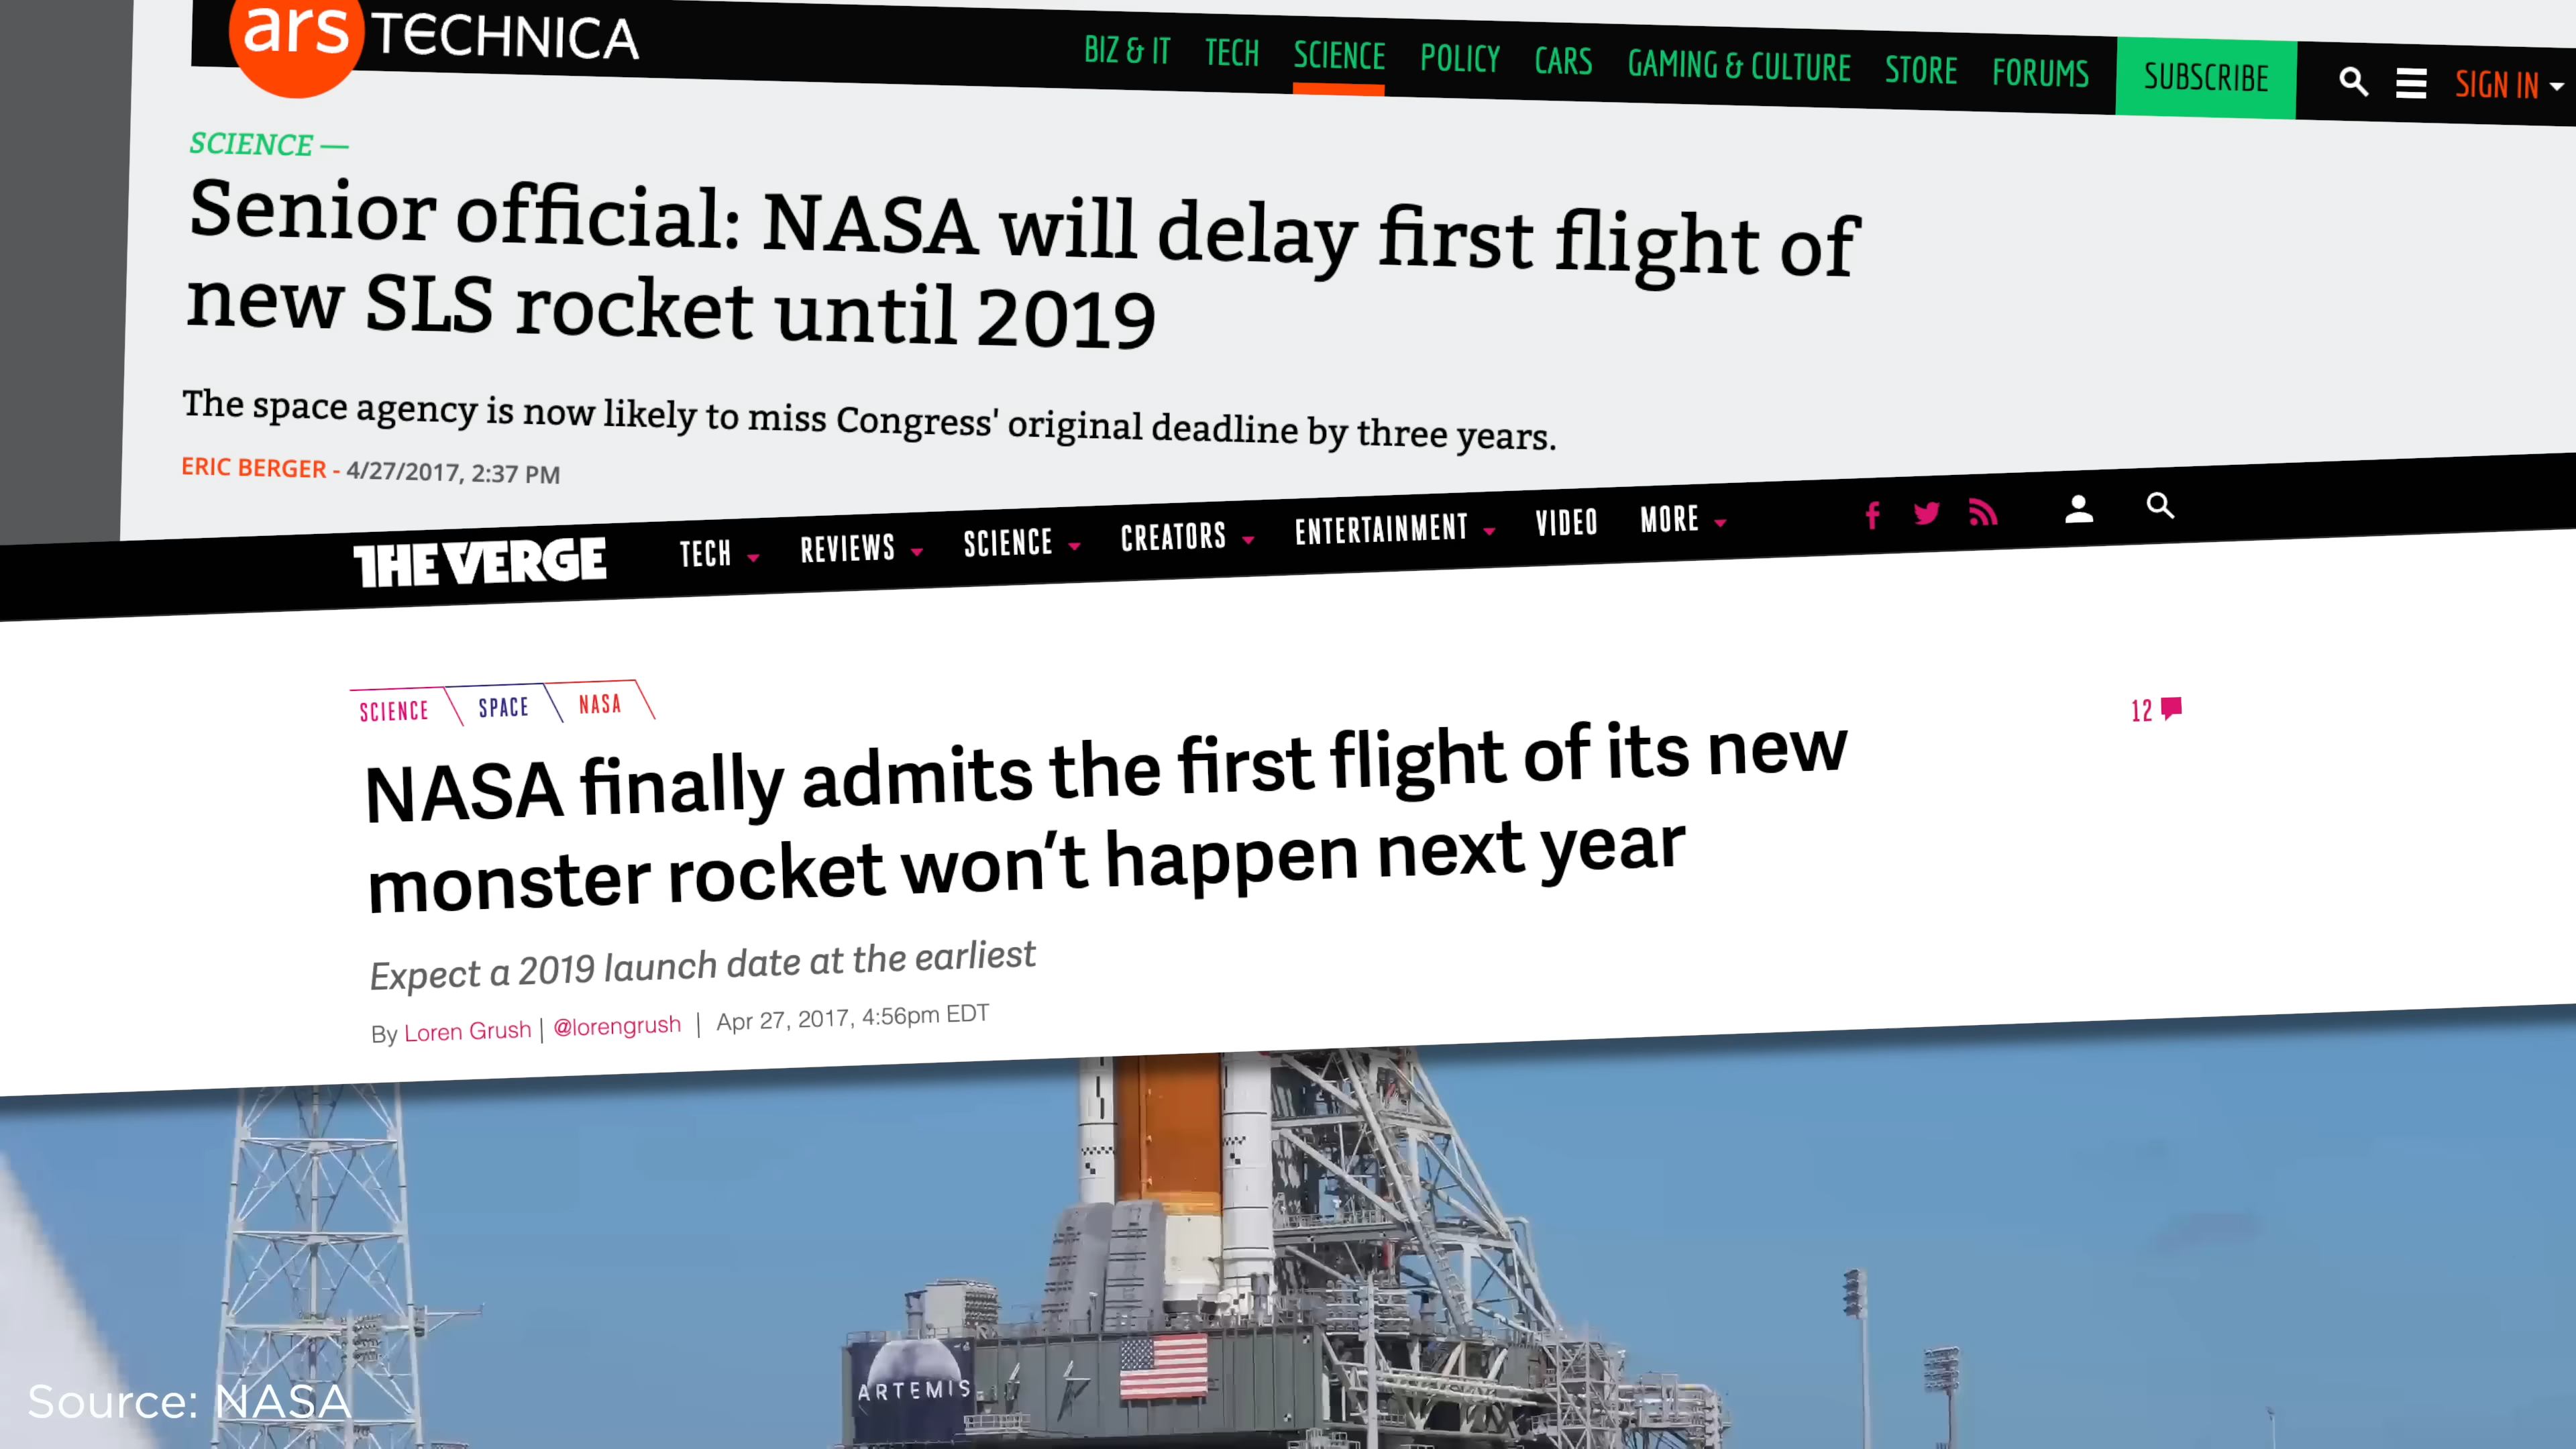 ars TECHNICA
BIZ & IT TECH SCIENCE POLICY CARS GAMING & CULTURE STORE FORUMS SUBSCRIBE SIGN IN
SCIENCE —
Senior official: NASA will delay first flight of
new SLS rocket until 2019
The space agency is now likely to miss Congress' original deadline by three years.
ERIC BERGER - 4/27/2017, 2:37 PM
THE VERGE TECH REVIEWS SCIENCE CREATORS ENTERTAINMENT VIDEO MORE
SCIENCE SPACE NASA
12
NASA finally admits the first flight of its new
monster rocket won’t happen next year
Expect a 2019 launch date at the earliest
By Loren Grush | @lorengrush | Apr 27, 2017, 4:56pm EDT
ARTEMIS
Source: NASA